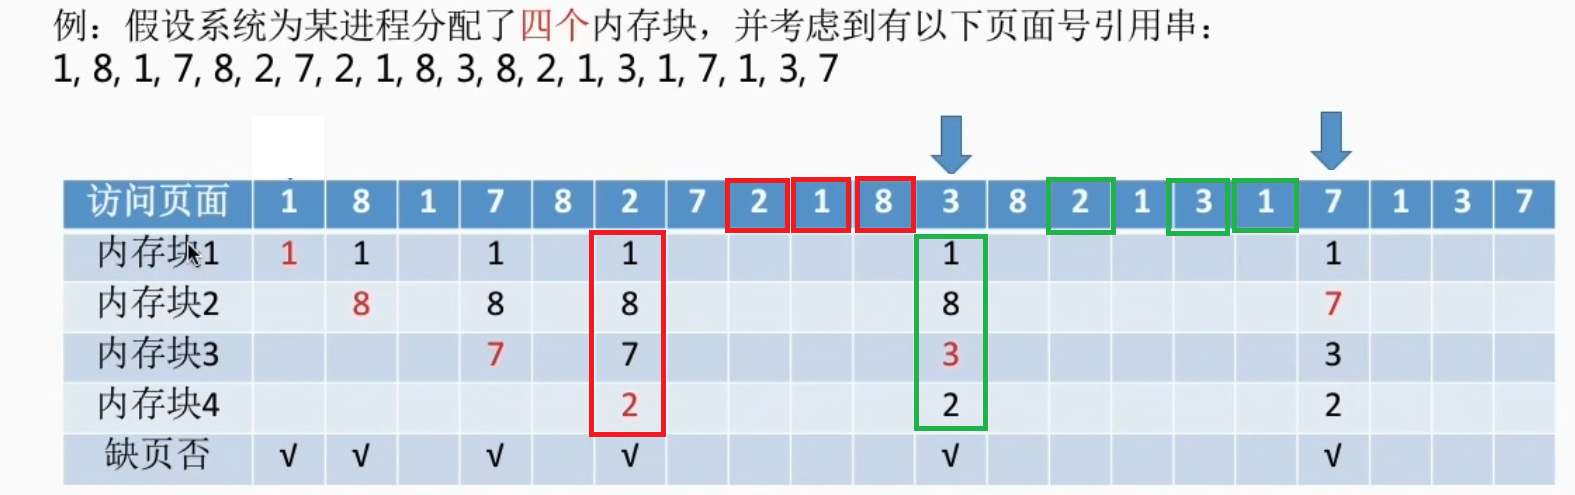 例：假设系统为某进程分配了四个内存块，并考虑到有以下页面号引用串：
1, 8, 1, 7, 8, 2, 7, 2, 1, 8, 3, 8, 2, 1, 3, 1, 7, 1, 3, 7
访问页面 1 8 1 7 8 2 7 2 1 8 3 8 2 1 3 1 7 1 3 7
内存块1 1 1 1 1 1 1
内存块2 8 8 8 8 7
内存块3 7 7 3 3
内存块4 2 2 2
缺页否 √ √ √ √ √ √